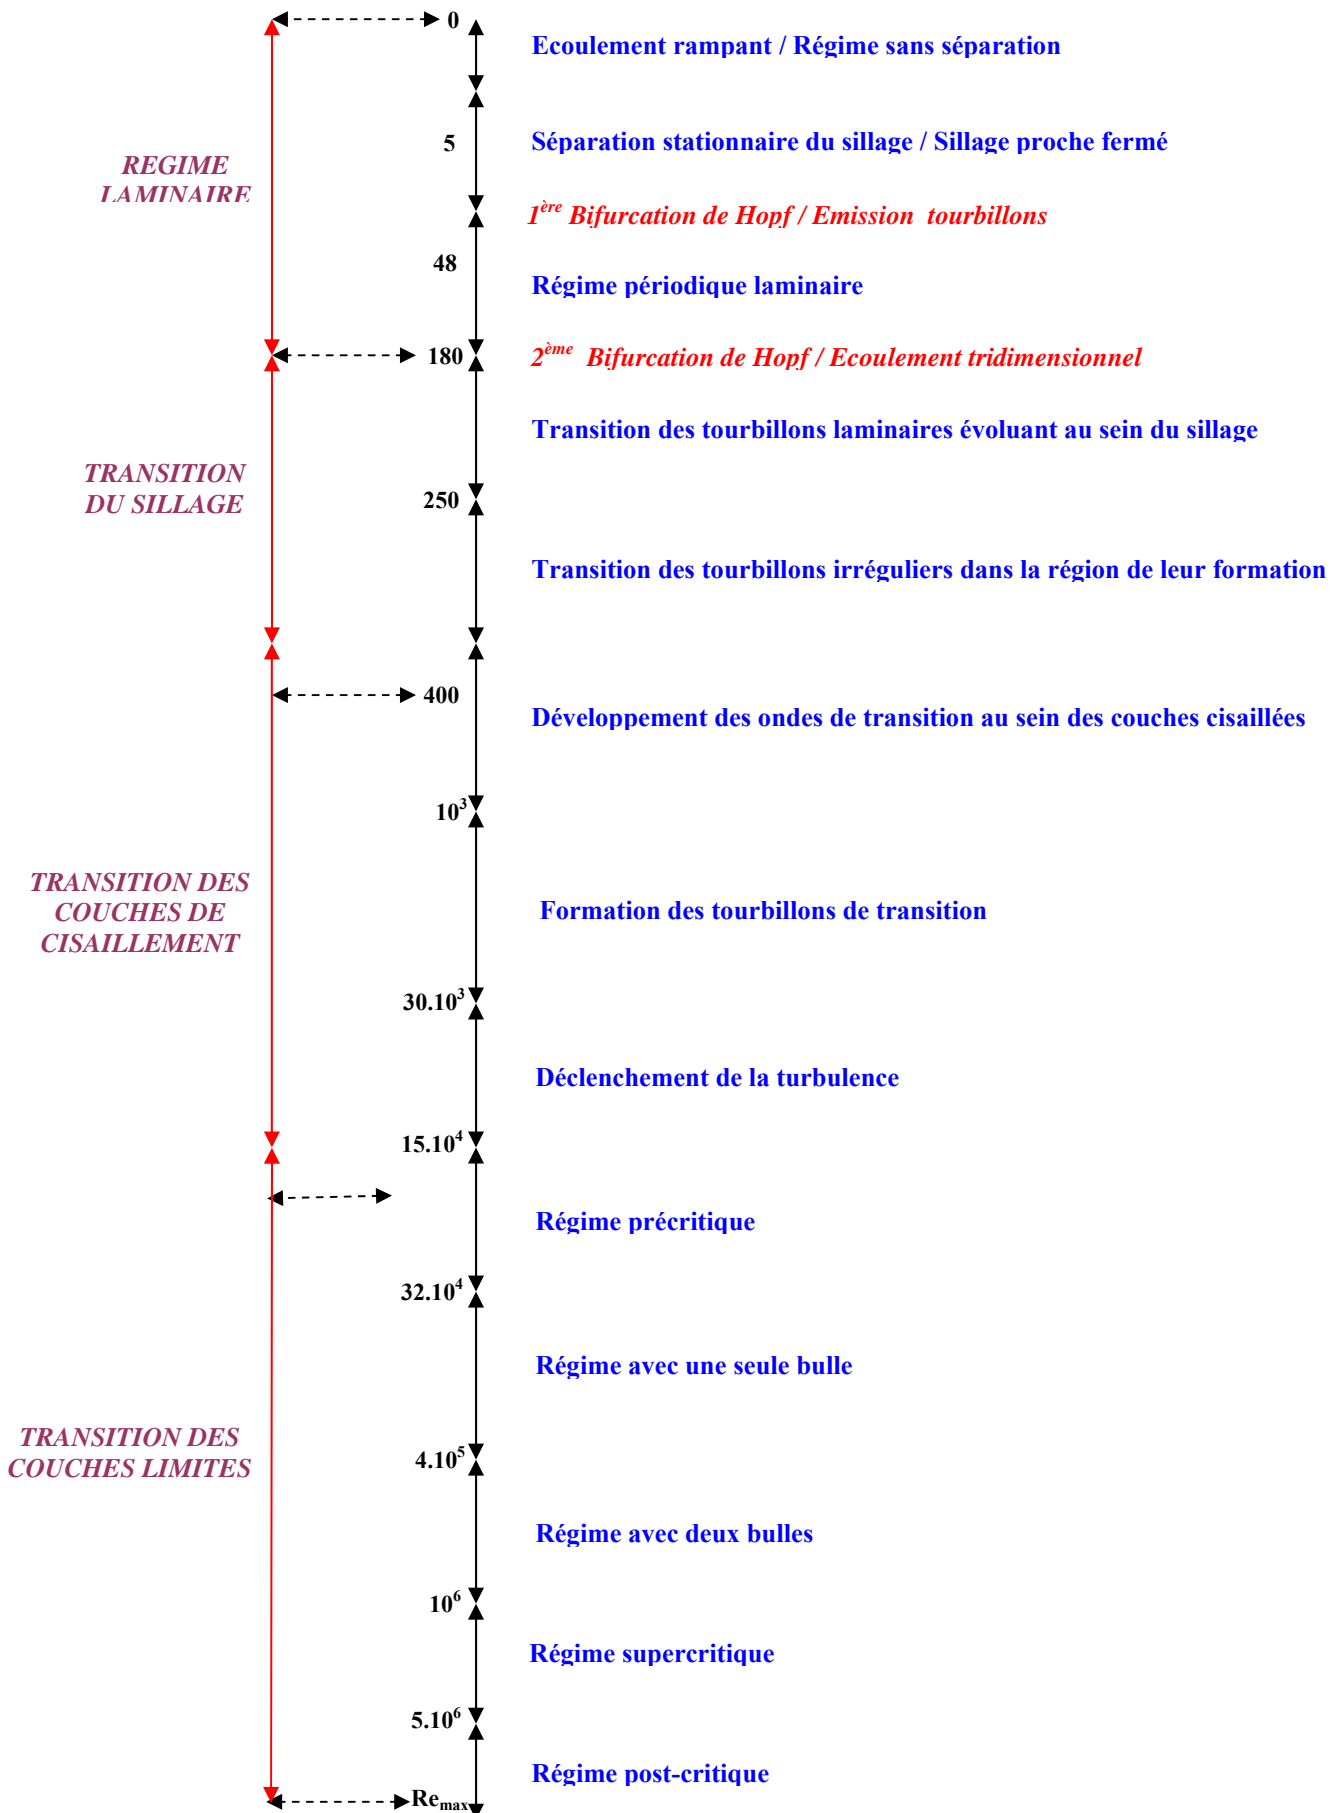 0
Ecoulement rampant / Régime sans séparation
5
Séparation stationnaire du sillage / Sillage proche fermé
REGIME
LAMINAIRE
1ère Bifurcation de Hopf / Emission tourbillons
48
Régime périodique laminaire
180
2ème Bifurcation de Hopf / Ecoulement tridimensionnel
Transition des tourbillons laminaires évoluant au sein du sillage
TRANSITION
DU SILLAGE
250
Transition des tourbillons irréguliers dans la région de leur formation
400
Développement des ondes de transition au sein des couches cisaillées
10³
TRANSITION DES
COUCHES DE
CISAILLEMENT
Formation des tourbillons de transition
30.10³
Déclenchement de la turbulence
15.10⁴
Régime précritique
32.10⁴
Régime avec une seule bulle
TRANSITION DES
COUCHES LIMITES
4.10⁵
Régime avec deux bulles
10⁶
Régime supercritique
5.10⁶
Régime post-critique
Remax